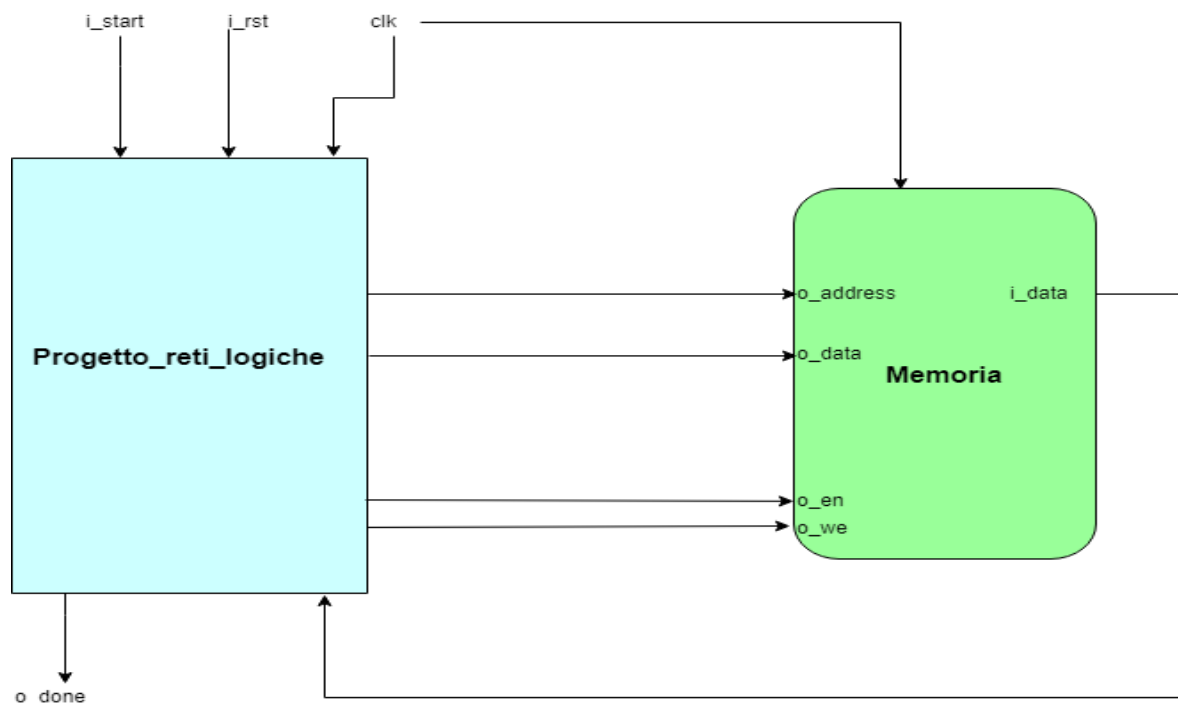 i_start
i_rst
clk
o_address
i_data
Progetto_reti_logiche
o_data
Memoria
o_en
o_we
o_done